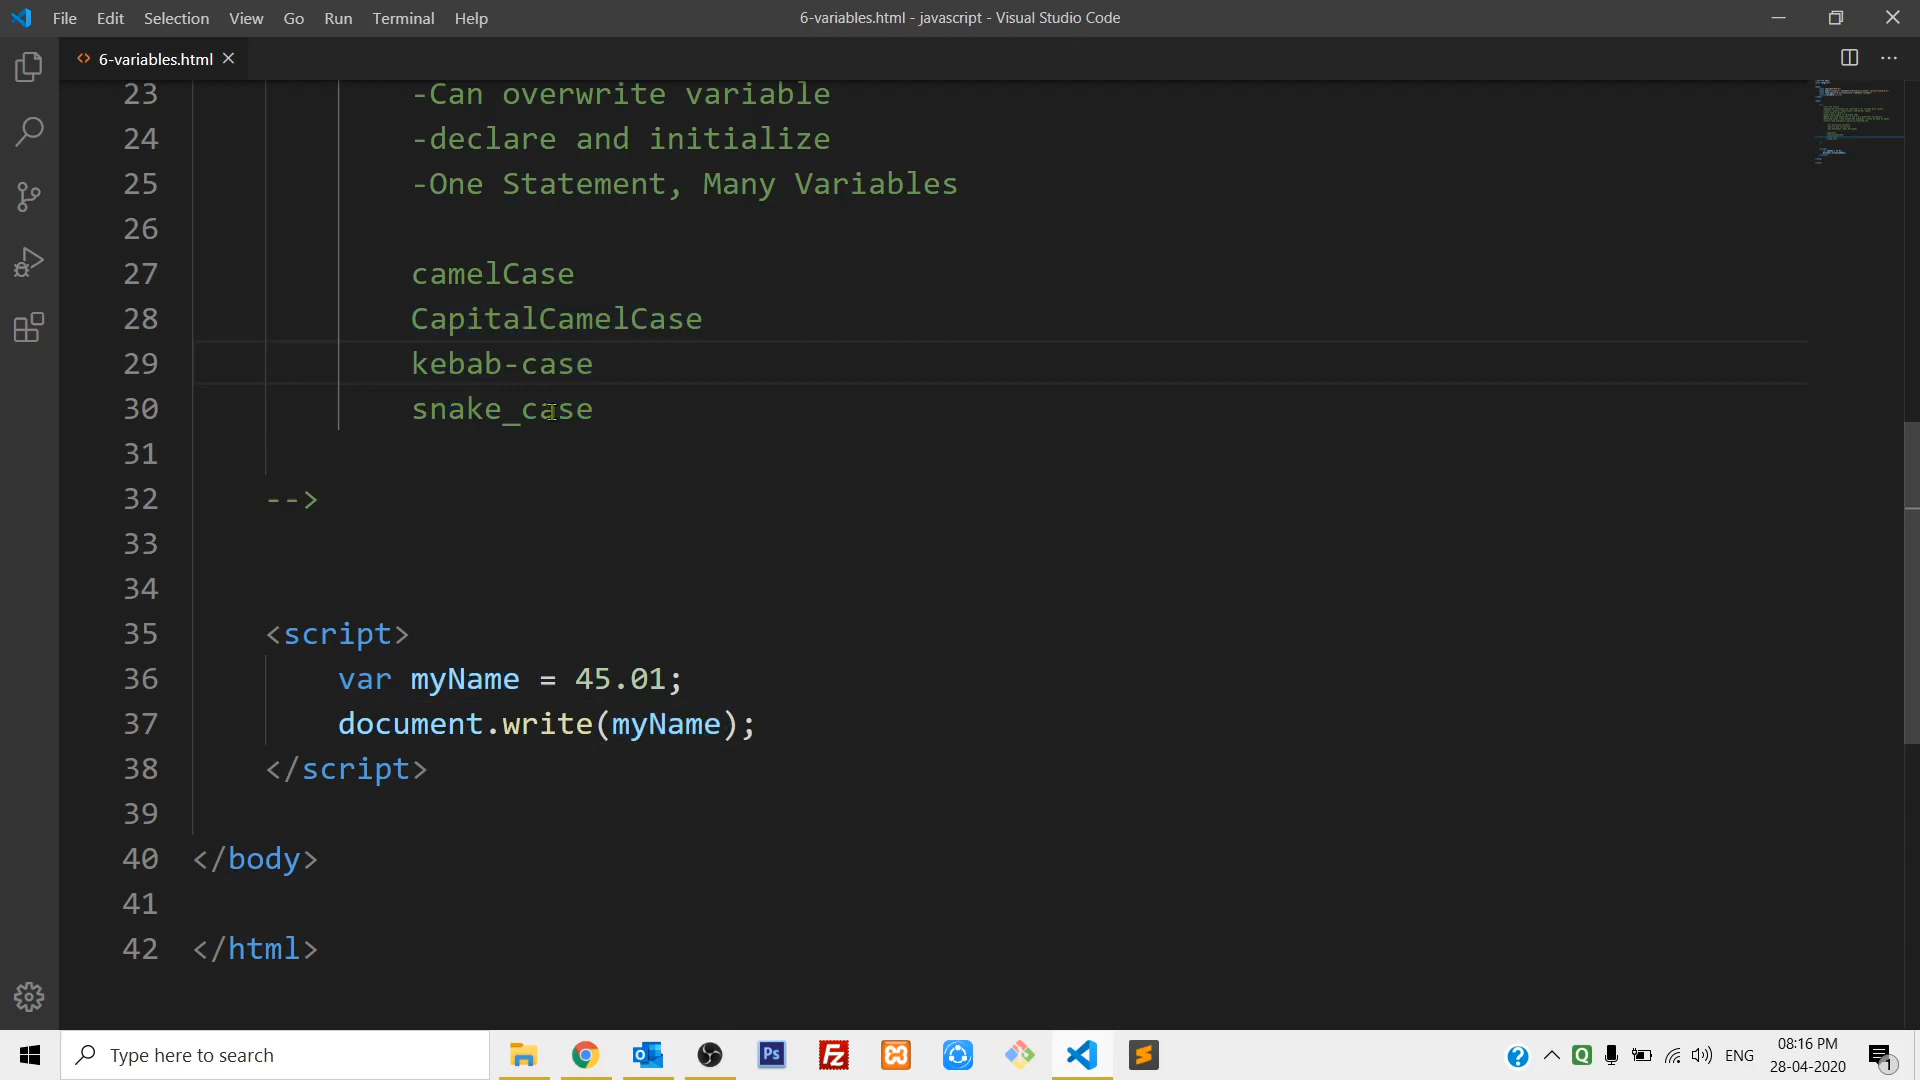 File Edit Selection View Go Run Terminal Help
6-variables.html - javascript - Visual Studio Code
6-variables.html
23 -Can overwrite variable
24 -declare and initialize
25 -One Statement, Many Variables
26
27 camelCase
28 CapitalCamelCase
29 kebab-case
30 snake_case
31
32 -->
33
34
35 <script>
36 var myName = 45.01;
37 document.write(myName);
38 </script>
39
40 </body>
41
42 </html>
Type here to search
Ps
Fz
Q
ENG
08:16 PM
28-04-2020
1